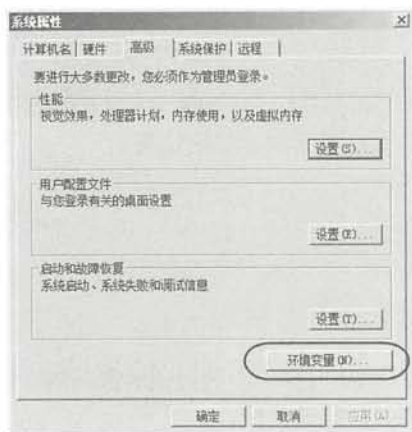 系统属性
计算机名 硬件 高级 系统保护 远程
要进行大多数更改，您必须作为管理员登录。
性能
视觉效果，处理器计划，内存使用，以及虚拟内存
设置(S)...
用户配置文件
与您登录有关的桌面设置
设置(E)...
启动和故障恢复
系统启动、系统失败和调试信息
设置(T)...
环境变量(N)...
确定 取消 应用(A)